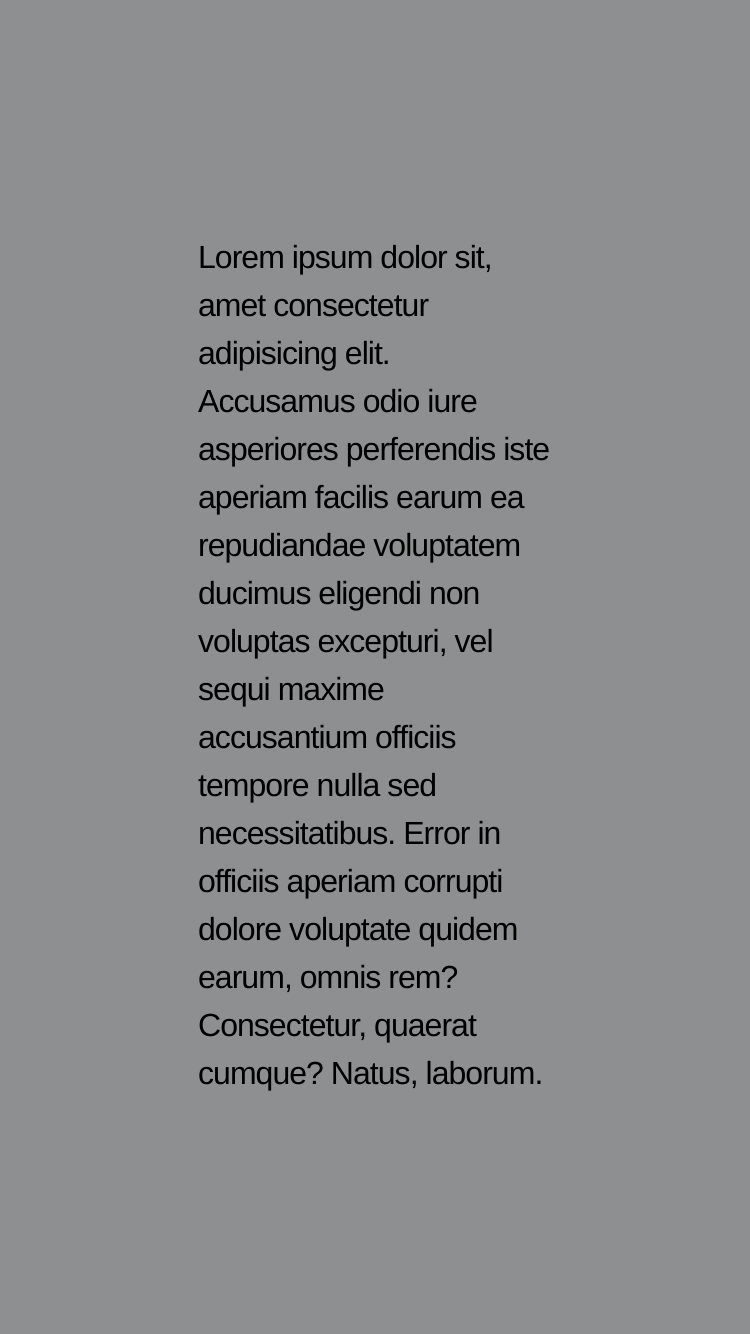 Lorem ipsum dolor sit,
amet consectetur
adipisicing elit.
Accusamus odio iure
asperiores perferendis iste
aperiam facilis earum ea
repudiandae voluptatem
ducimus eligendi non
voluptas excepturi, vel
sequi maxime
accusantium officiis
tempore nulla sed
necessitatibus. Error in
officiis aperiam corrupti
dolore voluptate quidem
earum, omnis rem?
Consectetur, quaerat
cumque? Natus, laborum.